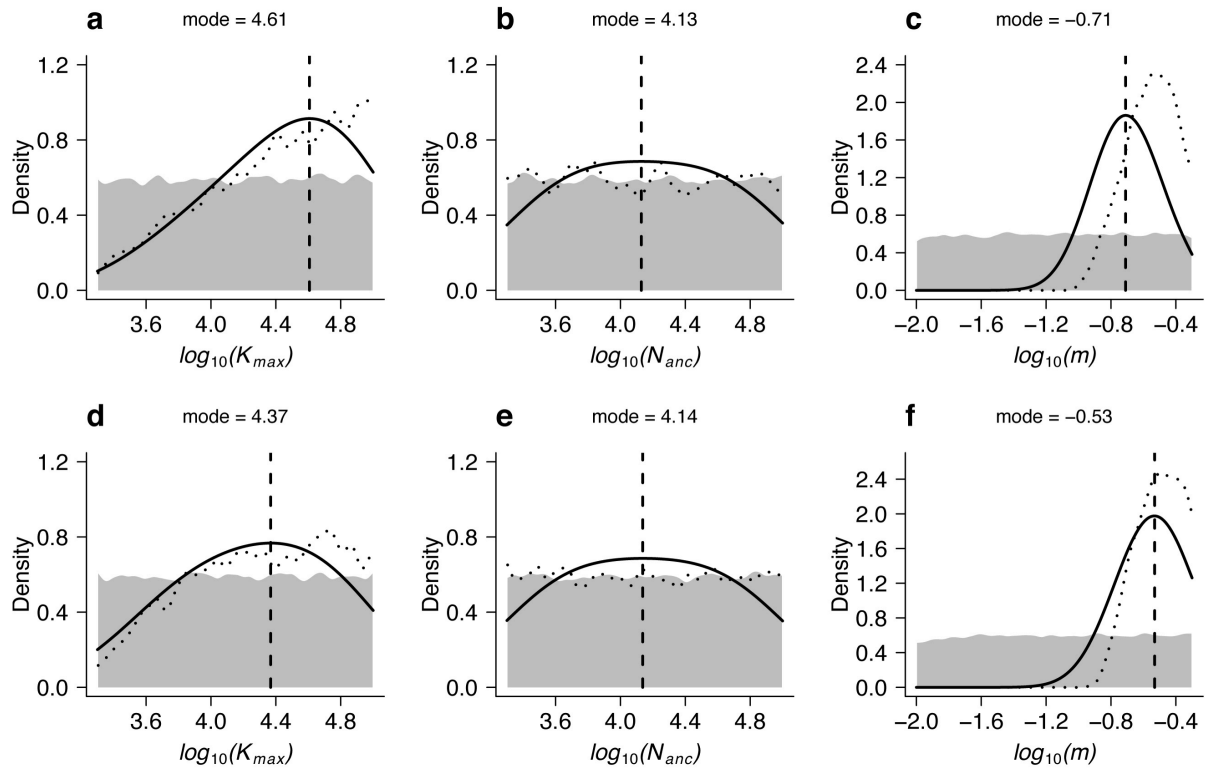 a
mode = 4.61
1.2
0.8
0.4
0.0
Density
3.6 4.0 4.4 4.8
log10(Kmax)
b
mode = 4.13
1.2
0.8
0.4
0.0
Density
3.6 4.0 4.4 4.8
log10(Nanc)
c
mode = −0.71
2.4
2.0
1.6
1.2
0.8
0.4
0.0
Density
−2.0 −1.6 −1.2 −0.8 −0.4
log10(m)
d
mode = 4.37
1.2
0.8
0.4
0.0
Density
3.6 4.0 4.4 4.8
log10(Kmax)
e
mode = 4.14
1.2
0.8
0.4
0.0
Density
3.6 4.0 4.4 4.8
log10(Nanc)
f
mode = −0.53
2.4
2.0
1.6
1.2
0.8
0.4
0.0
Density
−2.0 −1.6 −1.2 −0.8 −0.4
log10(m)